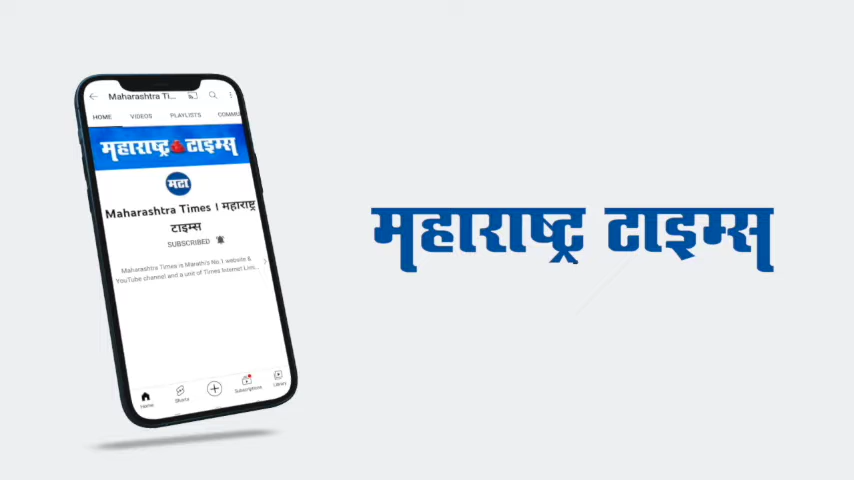 Maharashtra Ti...
HOME VIDEOS PLAYLISTS COMMU
महाराष्ट्र टाइम्स
मटा
Maharashtra Times । महाराष्ट्र
टाइम्स
SUBSCRIBED
Maharashtra Times is Marathi's No.1 website &
YouTube channel and a unit of Times Internet Limi...
Home Shorts Subscriptions Library
महाराष्ट्र टाइम्स